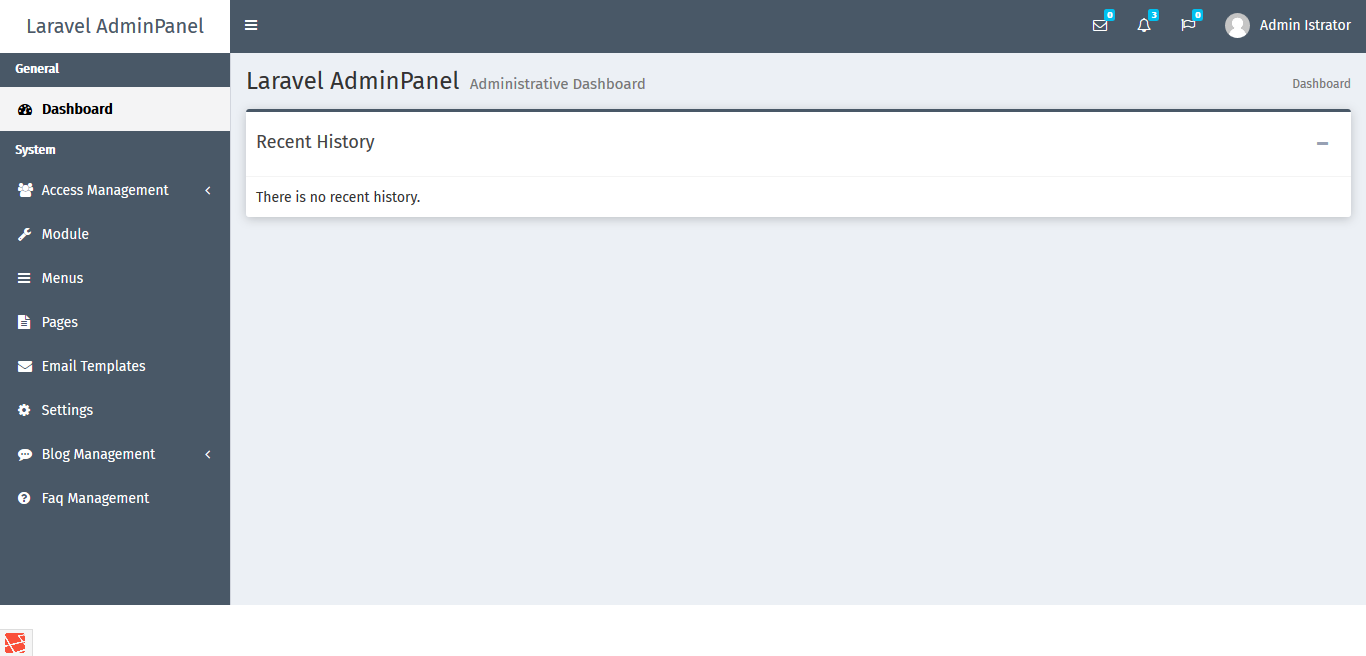 Laravel AdminPanel
0
3
0
Admin Istrator
General
Dashboard
System
Access Management
Module
Menus
Pages
Email Templates
Settings
Blog Management
Faq Management
Laravel AdminPanel Administrative Dashboard
Dashboard
Recent History
There is no recent history.